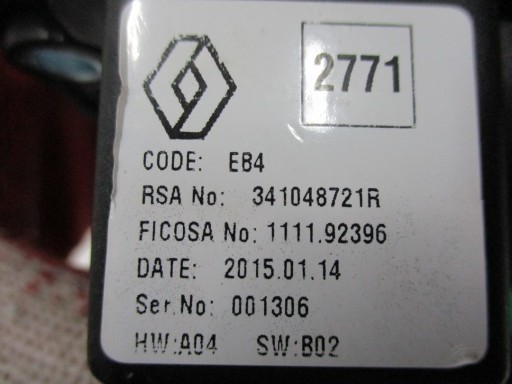 2771
CODE: EB4
RSA No: 341048721R
FICOSA No: 1111.92396
DATE: 2015.01.14
Ser.No: 001306
HW:A04 SW:B02